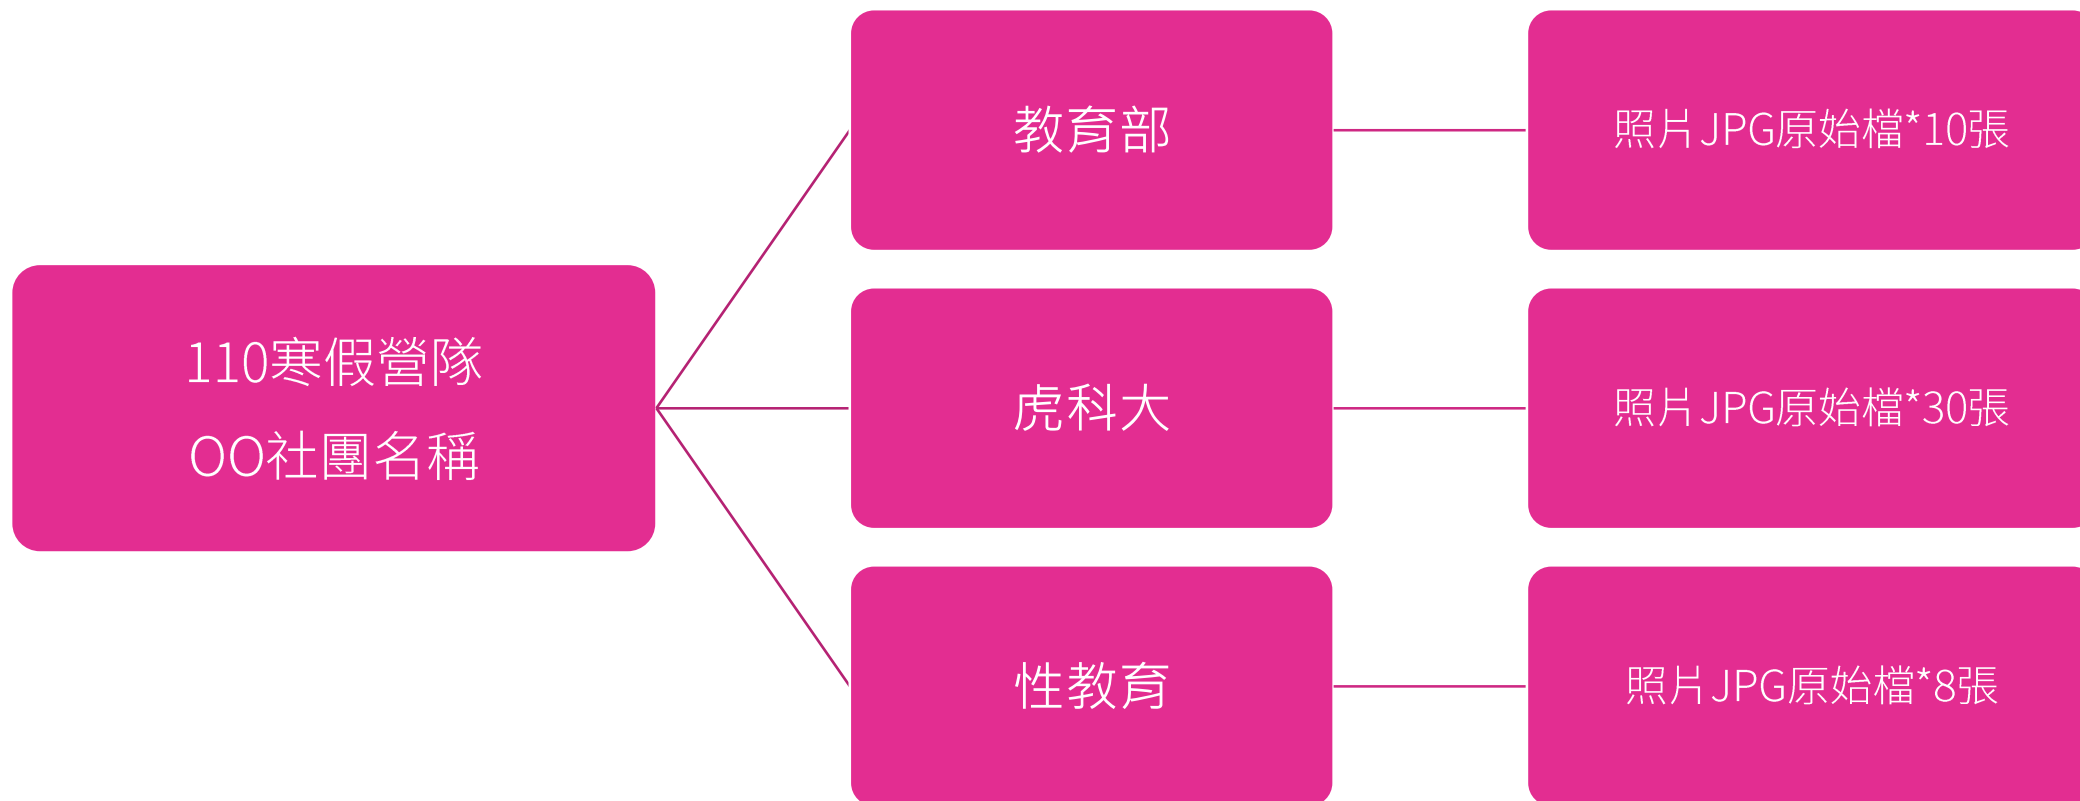 110寒假營隊
OO社團名稱
教育部
照片JPG原始檔*10張
虎科大
照片JPG原始檔*30張
性教育
照片JPG原始檔*8張